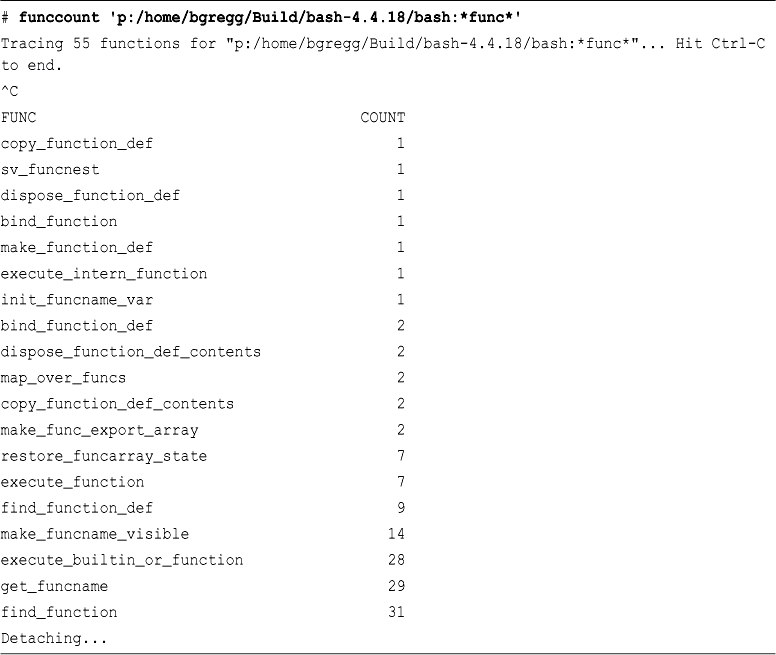 # funccount 'p:/home/bgregg/Build/bash-4.4.18/bash:*func*'
Tracing 55 functions for "p:/home/bgregg/Build/bash-4.4.18/bash:*func*"... Hit Ctrl-C
to end.
^C
FUNC COUNT
copy_function_def 1
sv_funcnest 1
dispose_function_def 1
bind_function 1
make_function_def 1
execute_intern_function 1
init_funcname_var 1
bind_function_def 2
dispose_function_def_contents 2
map_over_funcs 2
copy_function_def_contents 2
make_func_export_array 2
restore_funcarray_state 7
execute_function 7
find_function_def 9
make_funcname_visible 14
execute_builtin_or_function 28
get_funcname 29
find_function 31
Detaching...